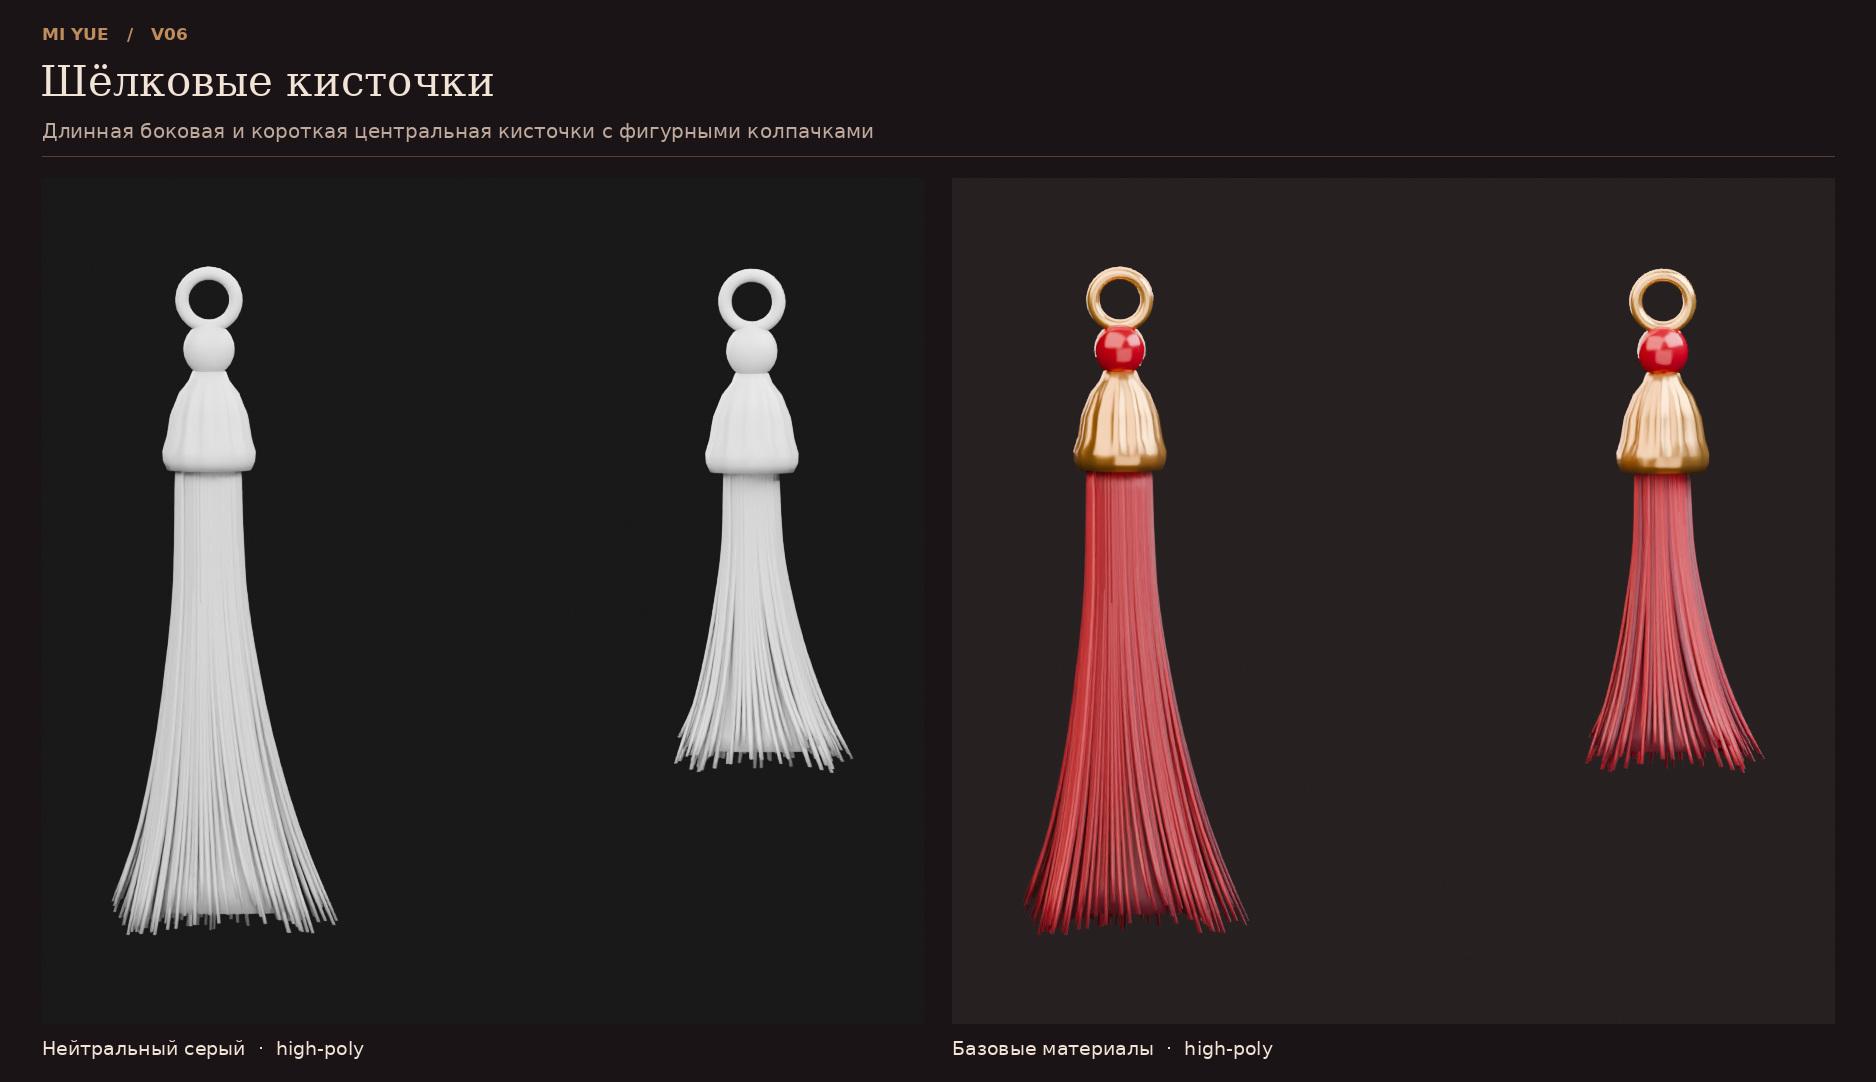 MI YUE / V06
Шёлковые кисточки
Длинная боковая и короткая центральная кисточки с фигурными колпачками
Нейтральный серый · high-poly
Базовые материалы · high-poly